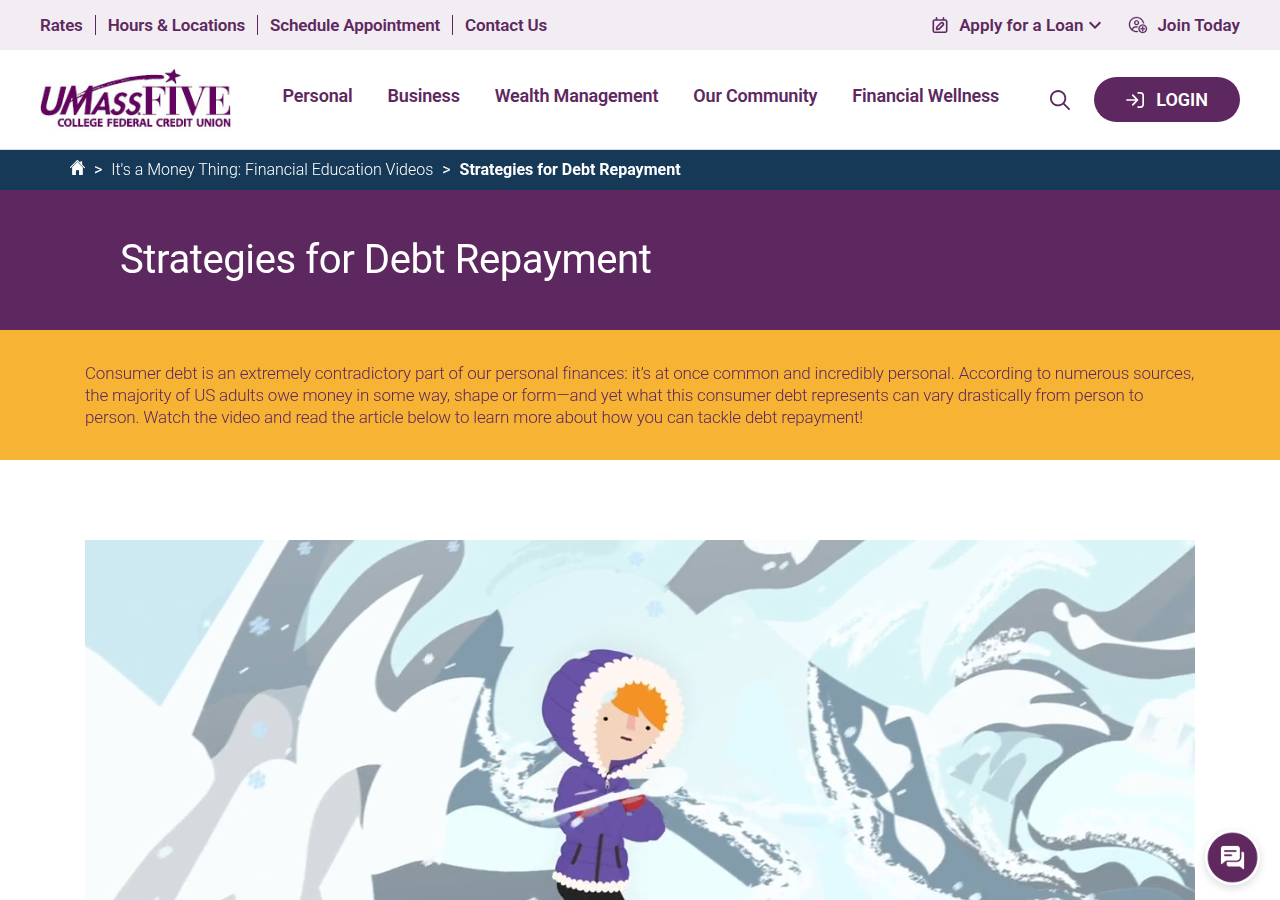 Rates
Hours & Locations
Schedule Appointment
Contact Us
Apply for a Loan
Join Today
UMASSFIVE
COLLEGE FEDERAL CREDIT UNION
Personal
Business
Wealth Management
Our Community
Financial Wellness
LOGIN
> It's a Money Thing: Financial Education Videos > Strategies for Debt Repayment
Strategies for Debt Repayment
Consumer debt is an extremely contradictory part of our personal finances: it’s at once common and incredibly personal. According to numerous sources,
the majority of US adults owe money in some way, shape or form—and yet what this consumer debt represents can vary drastically from person to
person. Watch the video and read the article below to learn more about how you can tackle debt repayment!